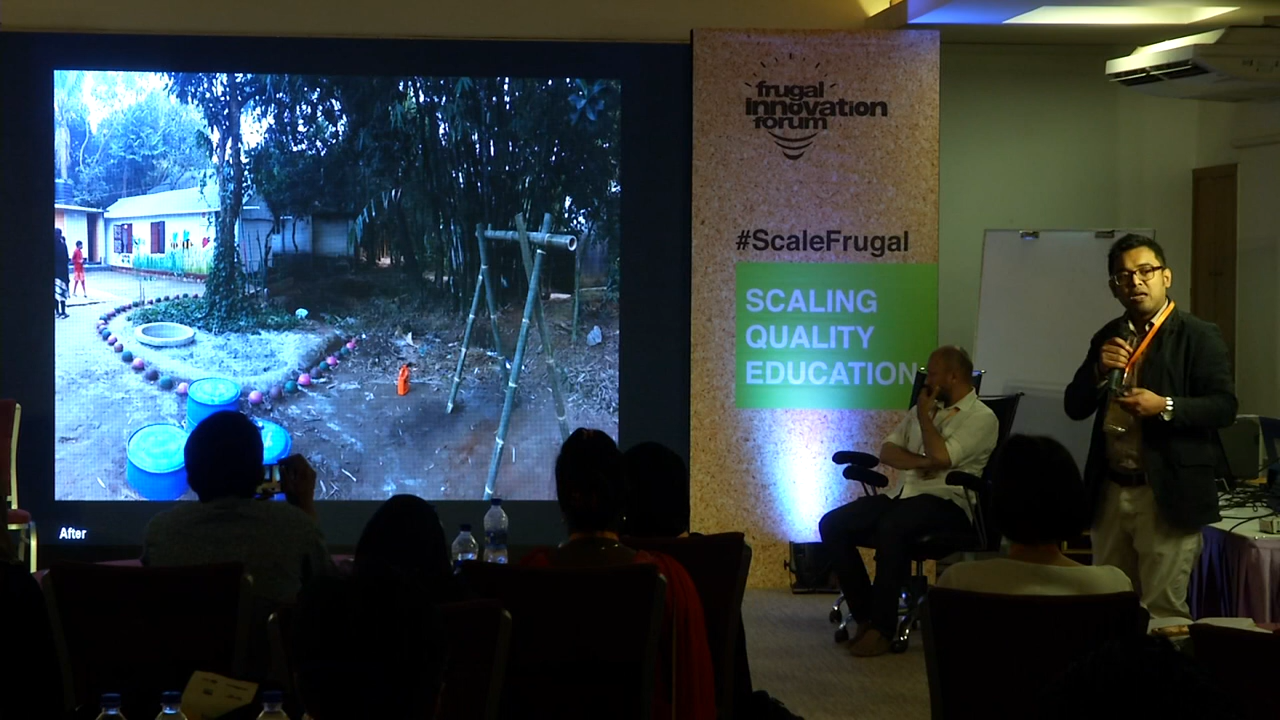 frugal
innovation
forum
#ScaleFrugal
SCALING
QUALITY
EDUCATION
After